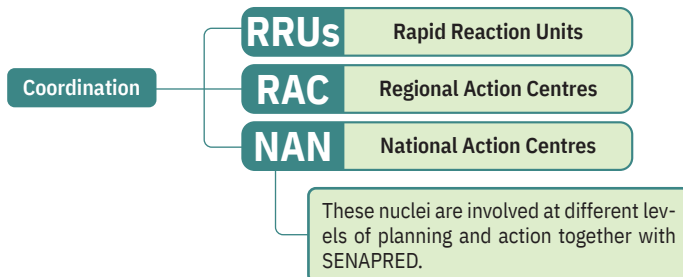 RRUs Rapid Reaction Units
Coordination
RAC Regional Action Centres
NAN National Action Centres
These nuclei are involved at different lev-
els of planning and action together with
SENAPRED.